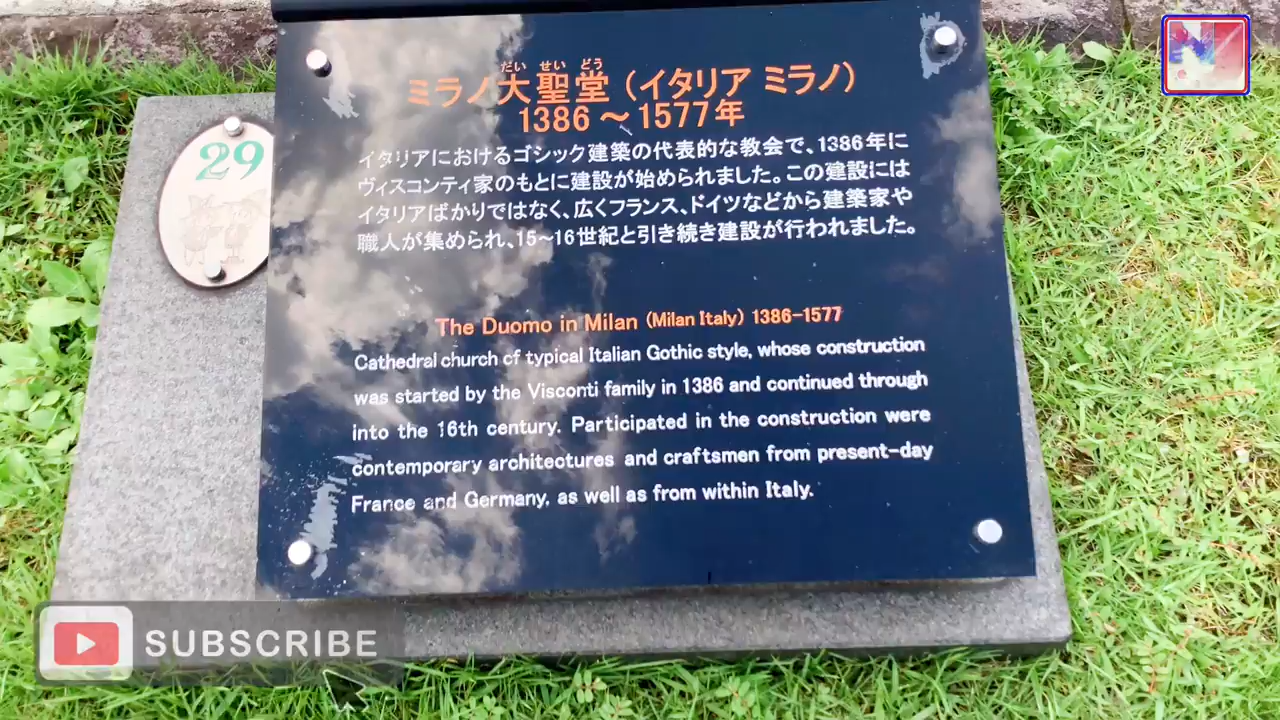 29
だい せい どう
ミラノ大聖堂（イタリア ミラノ）
1386～1577年
イタリアにおけるゴシック建築の代表的な教会で、1386年に
ヴィスコンティ家のもとに建設が始められました。この建設には
イタリアばかりではなく、広くフランス、ドイツなどから建築家や
職人が集められ、15~16世紀と引き続き建設が行われました。
The Duomo in Milan (Milan Italy) 1386-1577
Cathedral church of typical Italian Gothic style, whose construction
was started by the Visconti family in 1386 and continued through
into the 16th century. Participated in the construction were
contemporary architectures and craftsmen from present-day
France and Germany, as well as from within Italy.
SUBSCRIBE